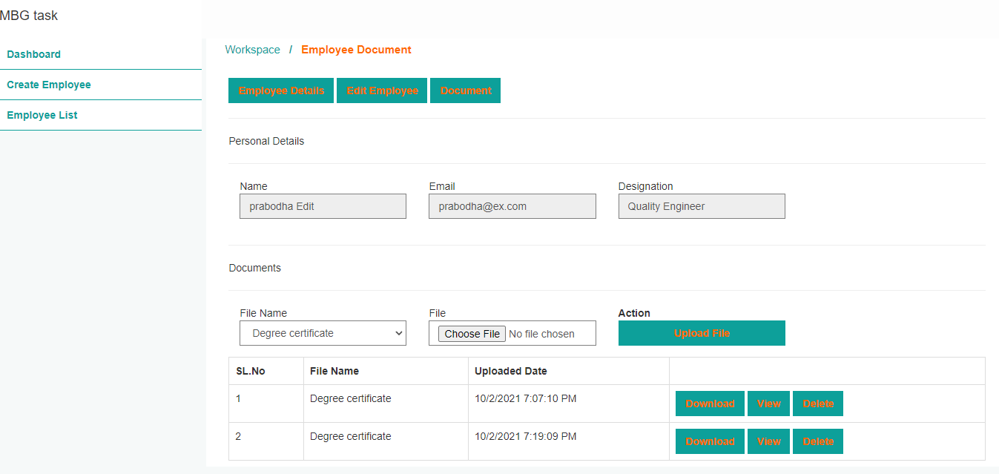 MBG task
Dashboard
Create Employee
Employee List
Workspace / Employee Document
Employee Details Edit Employee Document
Personal Details
Name Email Designation
prabodha Edit prabodha@ex.com Quality Engineer
Documents
File Name File Action
Degree certificate Choose File No file chosen Upload File
SL.No File Name Uploaded Date
1 Degree certificate 10/2/2021 7:07:10 PM Download View Delete
2 Degree certificate 10/2/2021 7:19:09 PM Download View Delete